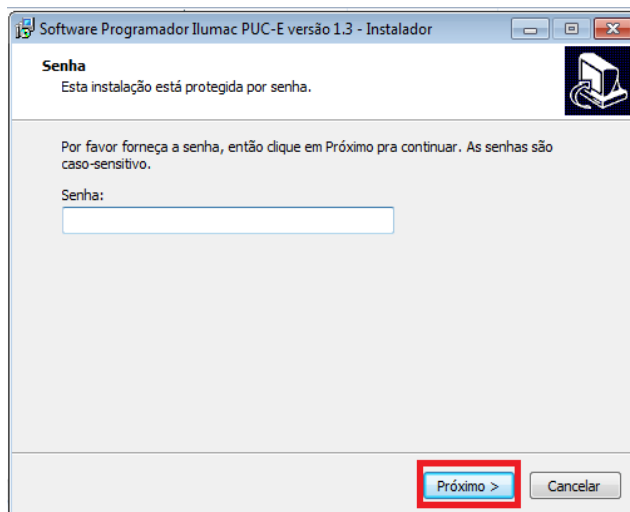 Software Programador Ilumac PUC-E versão 1.3 - Instalador
Senha
Esta instalação está protegida por senha.
Por favor forneça a senha, então clique em Próximo pra continuar. As senhas são
caso-sensitivo.
Senha:
Próximo >
Cancelar